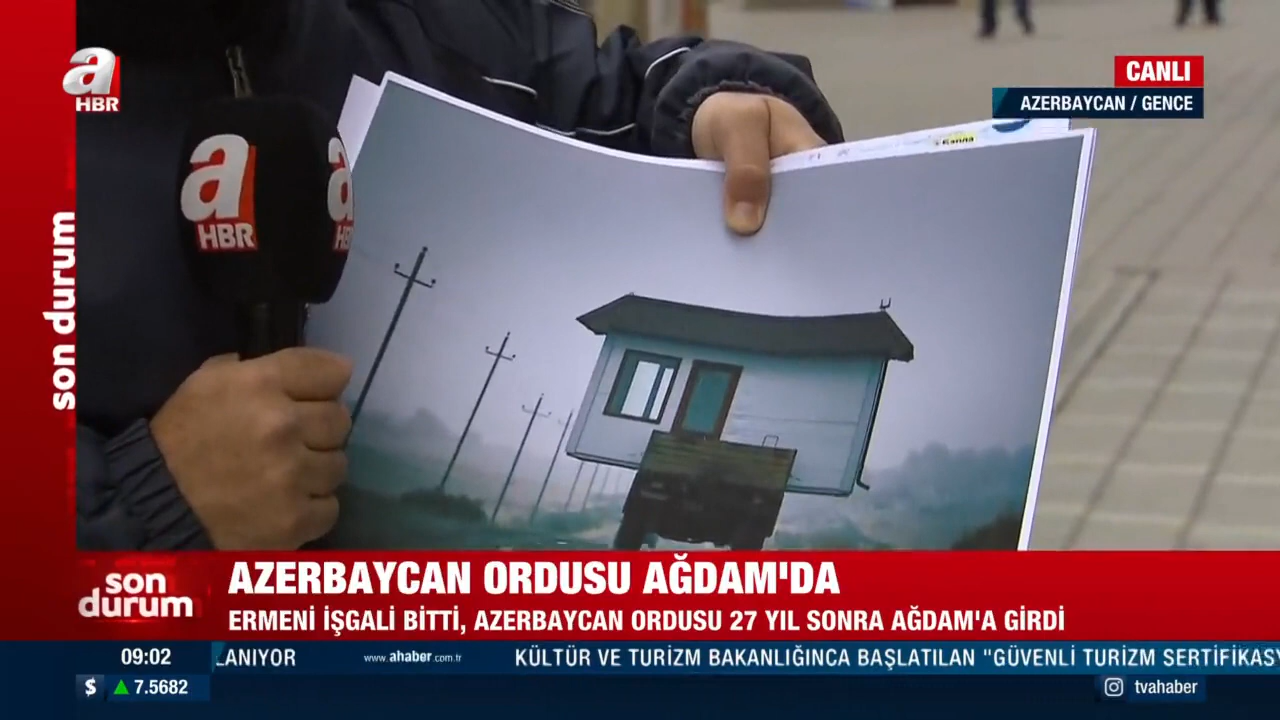 a
HBR
CANLI
AZERBAYCAN / GENCE
a
HBR
son durum
son
durum
AZERBAYCAN ORDUSU AĞDAM'DA
ERMENİ İŞGALİ BİTTİ, AZERBAYCAN ORDUSU 27 YIL SONRA AĞDAM'A GİRDİ
09:02
LANIYOR
www.ahaber.com.tr
KÜLTÜR VE TURİZM BAKANLIĞINCA BAŞLATILAN "GÜVENLİ TURİZM SERTİFİKASY
$ 7.5682
tvahaber